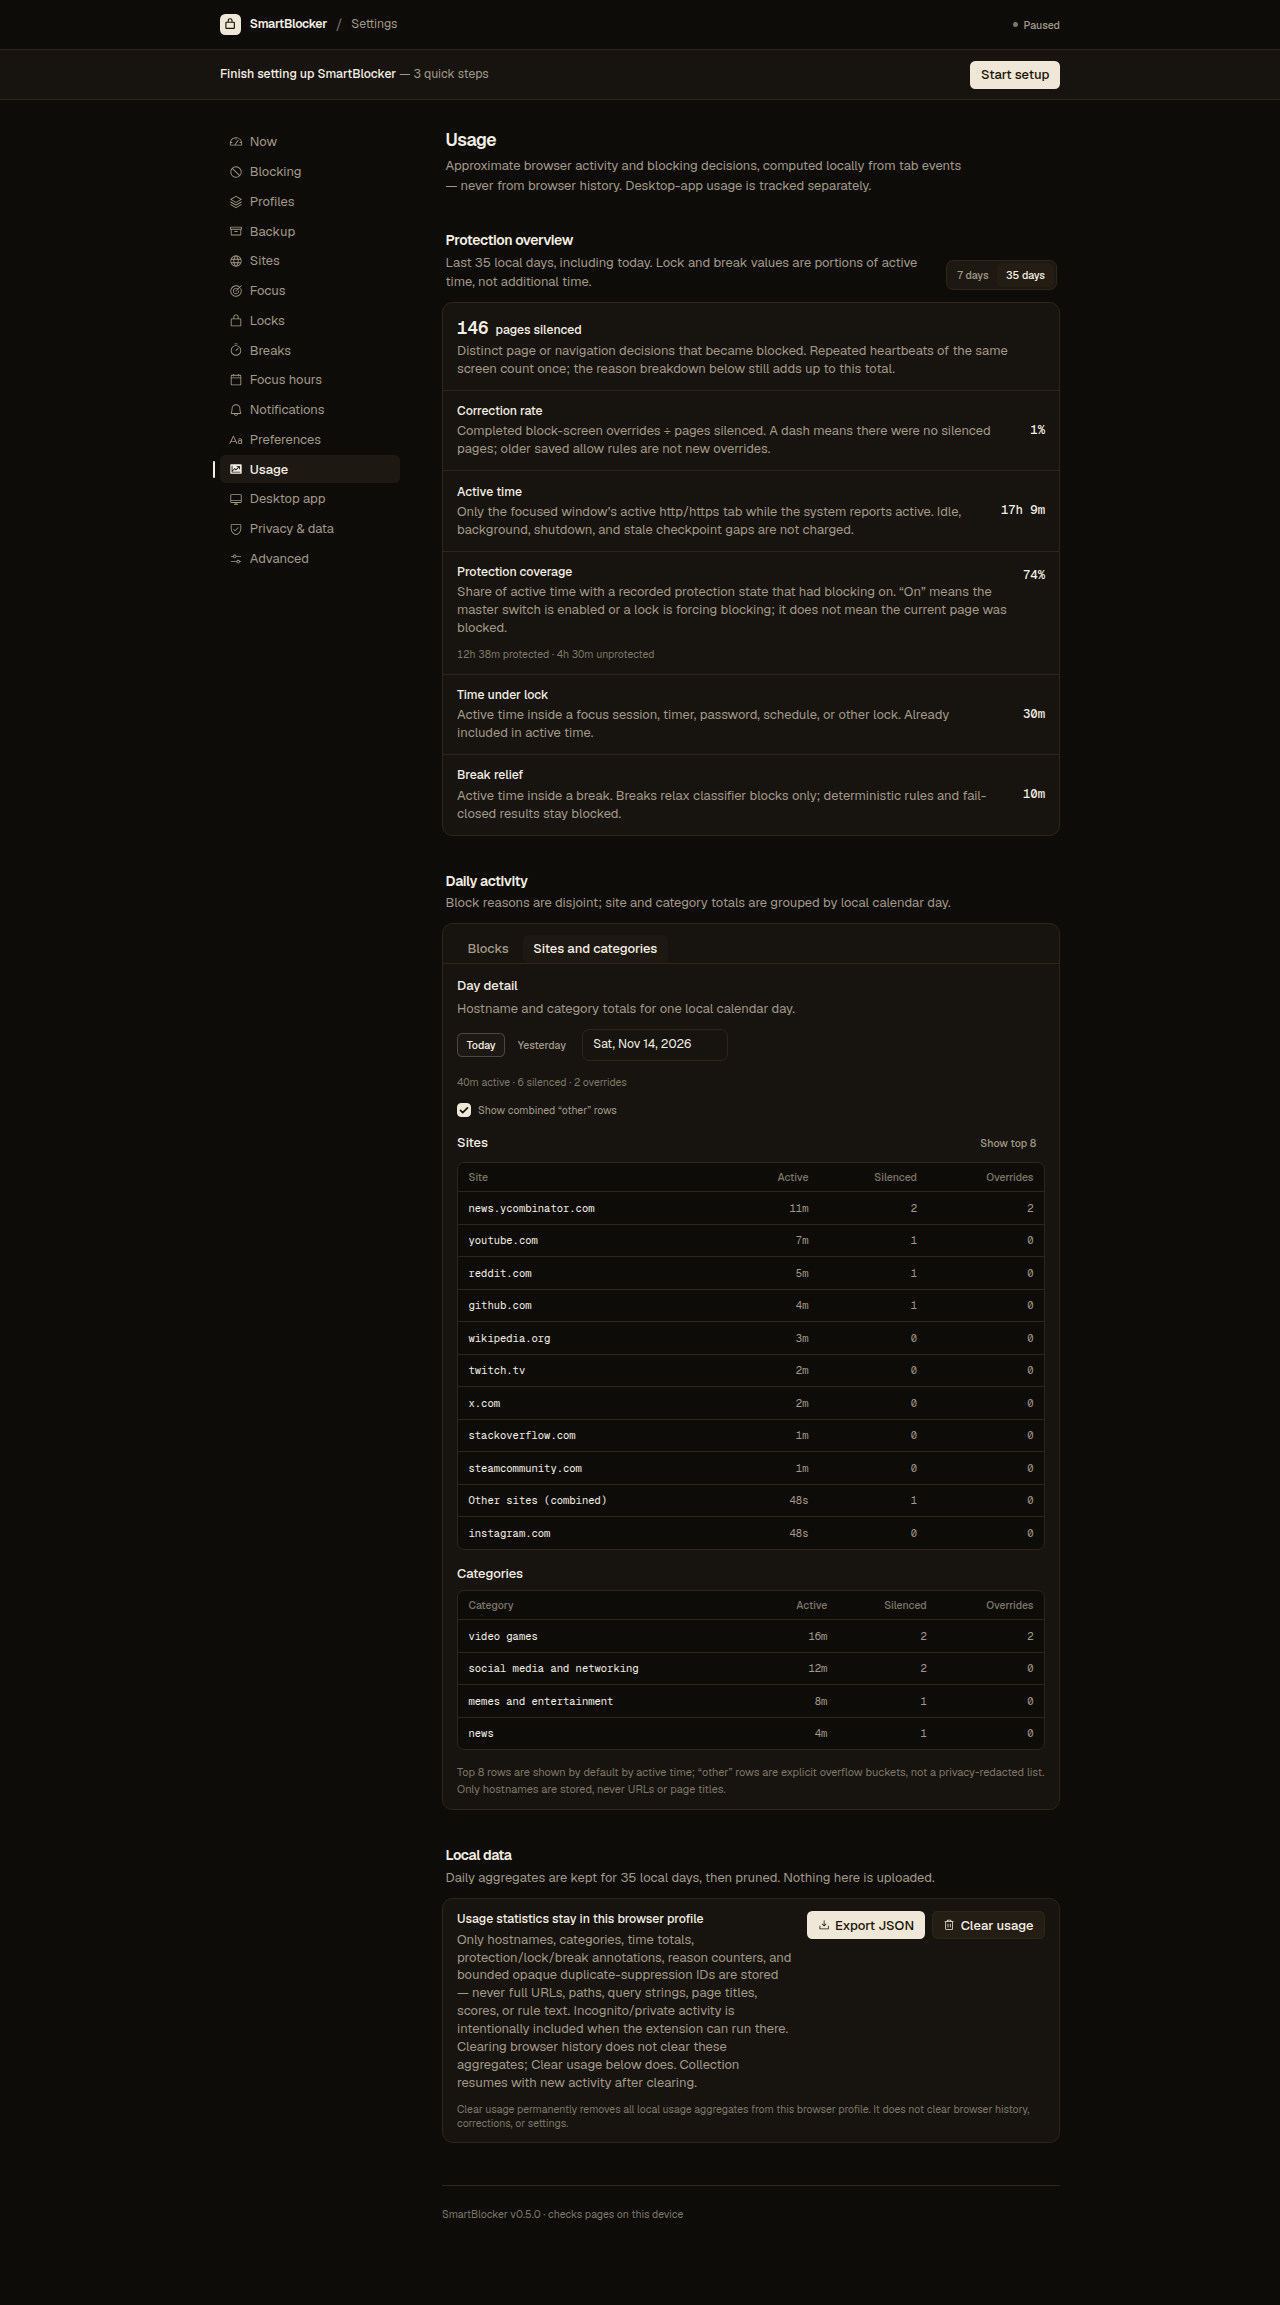 SmartBlocker / Settings
Paused
Finish setting up SmartBlocker — 3 quick steps
Start setup
Now
Blocking
Profiles
Backup
Sites
Focus
Locks
Breaks
Focus hours
Notifications
Aa Preferences
Usage
Desktop app
Privacy & data
Advanced
Usage
Approximate browser activity and blocking decisions, computed locally from tab events
— never from browser history. Desktop-app usage is tracked separately.
Protection overview
Last 35 local days, including today. Lock and break values are portions of active
time, not additional time.
7 days 35 days
146 pages silenced
Distinct page or navigation decisions that became blocked. Repeated heartbeats of the same
screen count once; the reason breakdown below still adds up to this total.
Correction rate
Completed block-screen overrides ÷ pages silenced. A dash means there were no silenced
pages; older saved allow rules are not new overrides.
1%
Active time
Only the focused window's active http/https tab while the system reports active. Idle,
background, shutdown, and stale checkpoint gaps are not charged.
17h 9m
Protection coverage
74%
Share of active time with a recorded protection state that had blocking on. “On” means the
master switch is enabled or a lock is forcing blocking; it does not mean the current page was
blocked.
12h 38m protected · 4h 30m unprotected
Time under lock
Active time inside a focus session, timer, password, schedule, or other lock. Already
included in active time.
30m
Break relief
Active time inside a break. Breaks relax classifier blocks only; deterministic rules and fail-
closed results stay blocked.
10m
Daily activity
Block reasons are disjoint; site and category totals are grouped by local calendar day.
Blocks Sites and categories
Day detail
Hostname and category totals for one local calendar day.
Today Yesterday Sat, Nov 14, 2026
40m active · 6 silenced · 2 overrides
Show combined “other” rows
Sites
Show top 8
Site Active Silenced Overrides
news.ycombinator.com 11m 2 2
youtube.com 7m 1 0
reddit.com 5m 1 0
github.com 4m 1 0
wikipedia.org 3m 0 0
twitch.tv 2m 0 0
x.com 2m 0 0
stackoverflow.com 1m 0 0
steamcommunity.com 1m 0 0
Other sites (combined) 48s 1 0
instagram.com 48s 0 0
Categories
Category Active Silenced Overrides
video games 16m 2 2
social media and networking 12m 2 0
memes and entertainment 8m 1 0
news 4m 1 0
Top 8 rows are shown by default by active time; “other” rows are explicit overflow buckets, not a privacy-redacted list.
Only hostnames are stored, never URLs or page titles.
Local data
Daily aggregates are kept for 35 local days, then pruned. Nothing here is uploaded.
Usage statistics stay in this browser profile
Export JSON Clear usage
Only hostnames, categories, time totals,
protection/lock/break annotations, reason counters, and
bounded opaque duplicate-suppression IDs are stored
— never full URLs, paths, query strings, page titles,
scores, or rule text. Incognito/private activity is
intentionally included when the extension can run there.
Clearing browser history does not clear these
aggregates; Clear usage below does. Collection
resumes with new activity after clearing.
Clear usage permanently removes all local usage aggregates from this browser profile. It does not clear browser history,
corrections, or settings.
SmartBlocker v0.5.0 · checks pages on this device